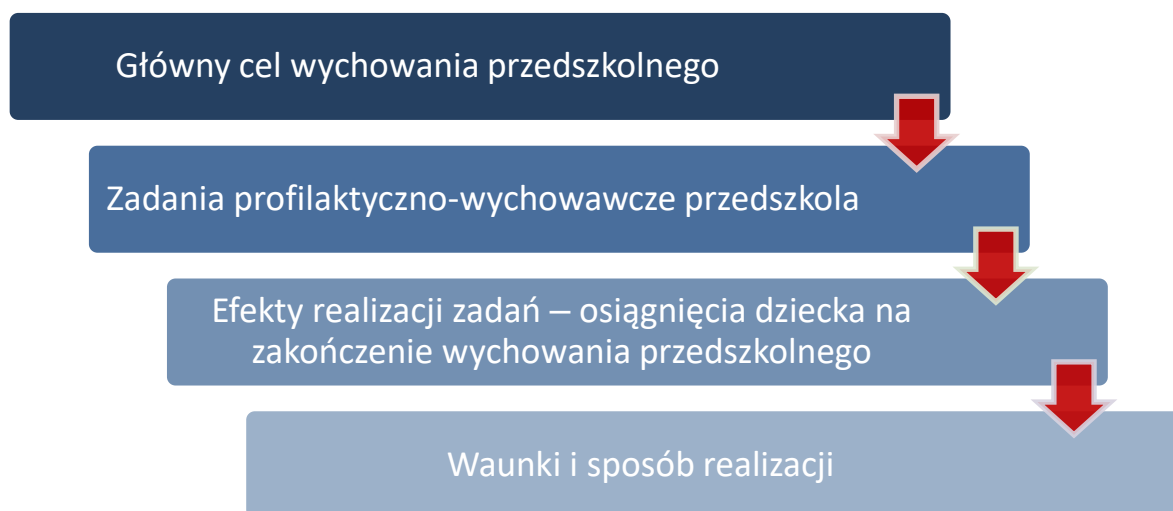 Główny cel wychowania przedszkolnego
Zadania profilaktyczno-wychowawcze przedszkola
Efekty realizacji zadań – osiągnięcia dziecka na
zakończenie wychowania przedszkolnego
Waunki i sposób realizacji